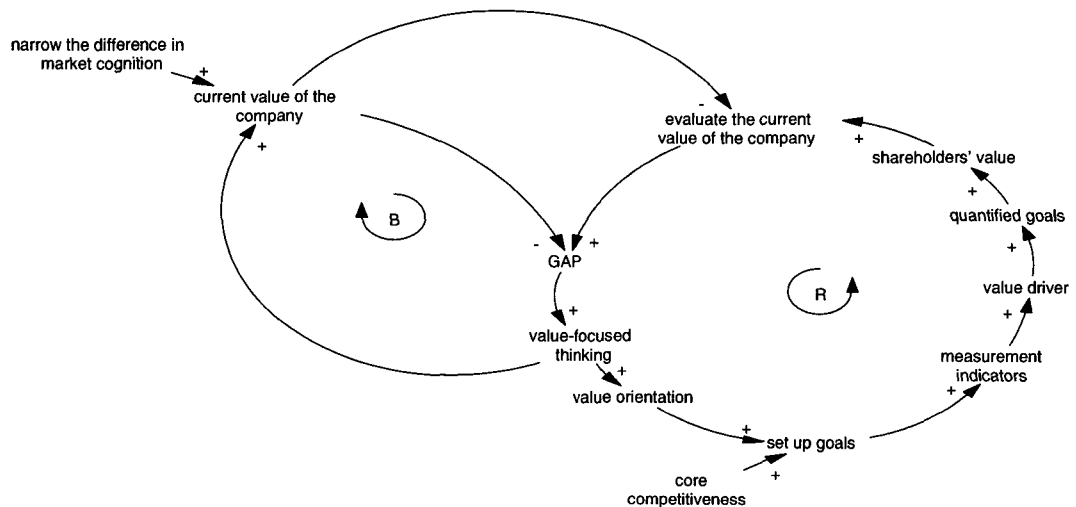 narrow the difference in
market cognition
+
current value of the
company
+
-
evaluate the current
value of the company
+
shareholders' value
+
quantified goals
+
value driver
+
measurement
indicators
+
B
R
-
+
GAP
+
value-focused
thinking
+
value orientation
+
set up goals
+
core
competitiveness